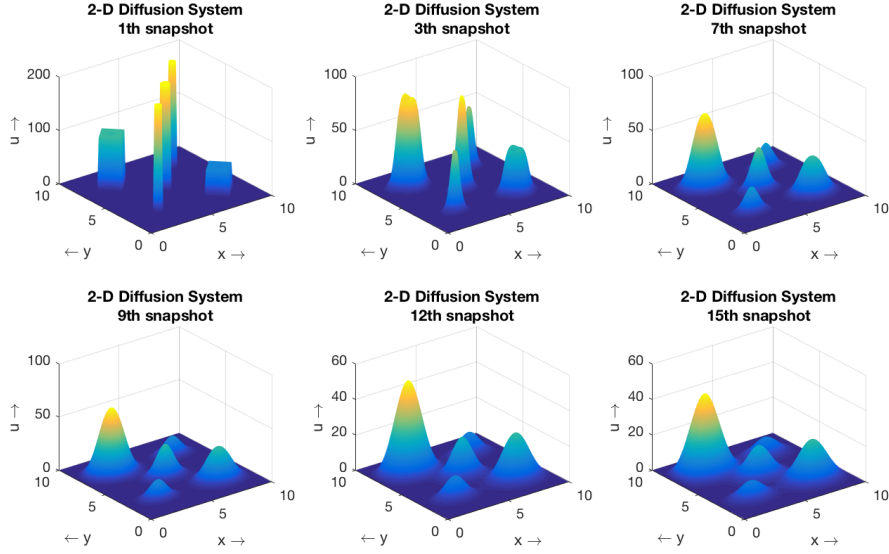 2-D Diffusion System
1th snapshot
200
100
0
u →
10
5
0
← y
0
5
10
x →
2-D Diffusion System
3th snapshot
100
50
0
u →
10
5
0
← y
0
5
10
x →
2-D Diffusion System
7th snapshot
100
50
0
u →
10
5
0
← y
0
5
10
x →
2-D Diffusion System
9th snapshot
100
50
0
u →
10
5
0
← y
0
5
10
x →
2-D Diffusion System
12th snapshot
60
40
20
0
u →
10
5
0
← y
0
5
10
x →
2-D Diffusion System
15th snapshot
60
40
20
0
u →
10
5
0
← y
0
5
10
x →